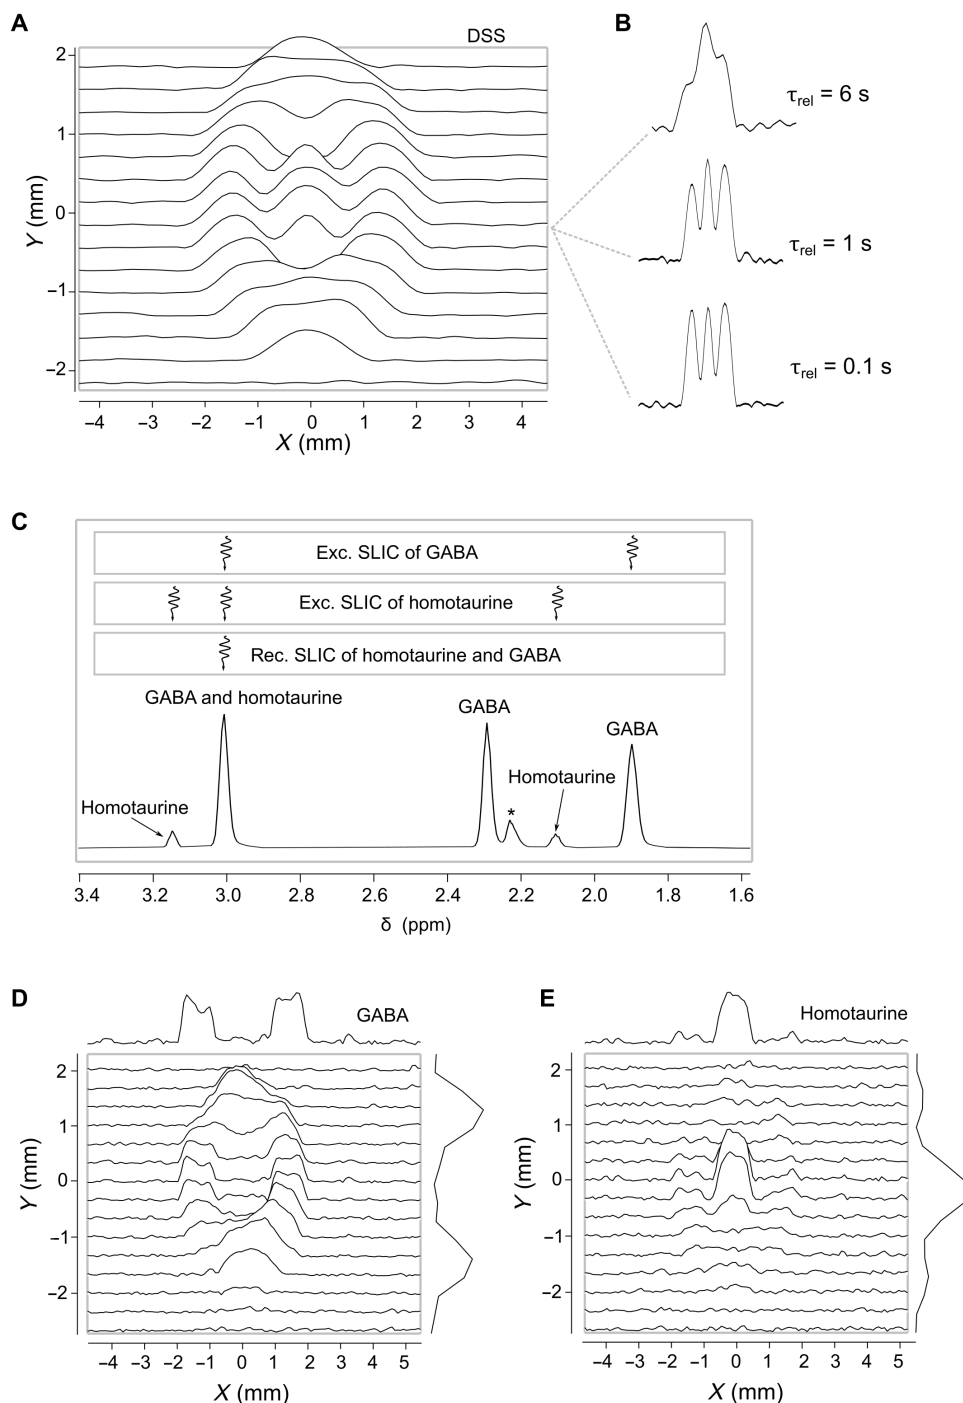 A
DSS
Y (mm)
2
1
0
−1
−2
−4 −3 −2 −1 0 1 2 3 4
X (mm)
B
τrel = 6 s
τrel = 1 s
τrel = 0.1 s
C
Exc. SLIC of GABA
Exc. SLIC of homotaurine
Rec. SLIC of homotaurine and GABA
GABA and homotaurine
GABA
GABA
Homotaurine
Homotaurine
*
3.4 3.2 3.0 2.8 2.6 2.4 2.2 2.0 1.8 1.6
δ (ppm)
D
GABA
Y (mm)
2
1
0
−1
−2
−4 −3 −2 −1 0 1 2 3 4 5
X (mm)
E
Homotaurine
Y (mm)
2
1
0
−1
−2
−4 −3 −2 −1 0 1 2 3 4 5
X (mm)